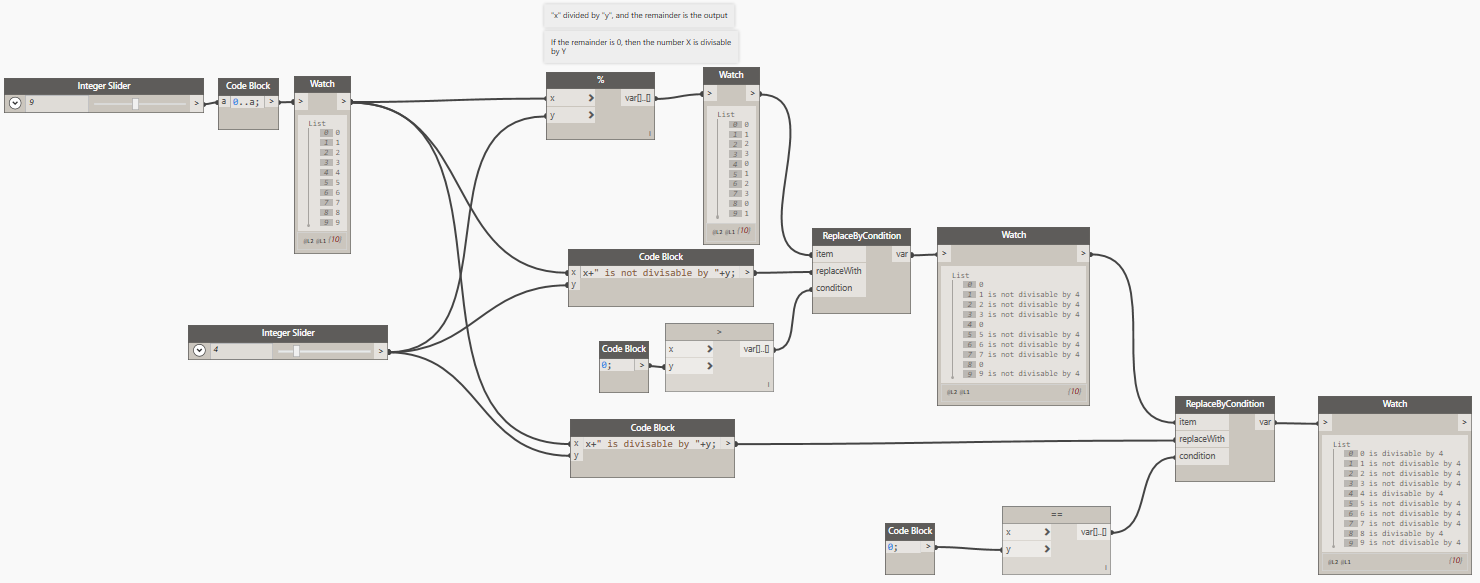 "x" divided by "y", and the remainder is the output
If the remainder is 0, then the number X is divisable
by Y
Integer Slider
9 >
Code Block
a 0..a; >
Watch
> >
List
0 0
1 1
2 2
3 3
4 4
5 5
6 6
7 7
8 8
9 9
@L2 @L1 {10}
%
x > var[]..[]
y >
l
Watch
> >
List
0 0
1 1
2 2
3 3
4 0
5 1
6 2
7 3
8 0
9 1
@L2 @L1 {10}
Code Block
x x+" is not divisable by "+y; >
y
ReplaceByCondition
item var
replaceWith
condition
Watch
> >
List
0 0
1 1 is not divisable by 4
2 2 is not divisable by 4
3 3 is not divisable by 4
4 0
5 5 is not divisable by 4
6 6 is not divisable by 4
7 7 is not divisable by 4
8 0
9 9 is not divisable by 4
@L2 @L1 {10}
Integer Slider
4 >
Code Block
0; >
>
x > var[]..[]
y >
l
Code Block
x x+" is divisable by "+y; >
y
ReplaceByCondition
item var
replaceWith
condition
Watch
> >
List
0 0 is divisable by 4
1 1 is not divisable by 4
2 2 is not divisable by 4
3 3 is not divisable by 4
4 4 is divisable by 4
5 5 is not divisable by 4
6 6 is not divisable by 4
7 7 is not divisable by 4
8 8 is divisable by 4
9 9 is not divisable by 4
@L2 @L1 {10}
Code Block
0; >
==
x > var[]..[]
y >
l